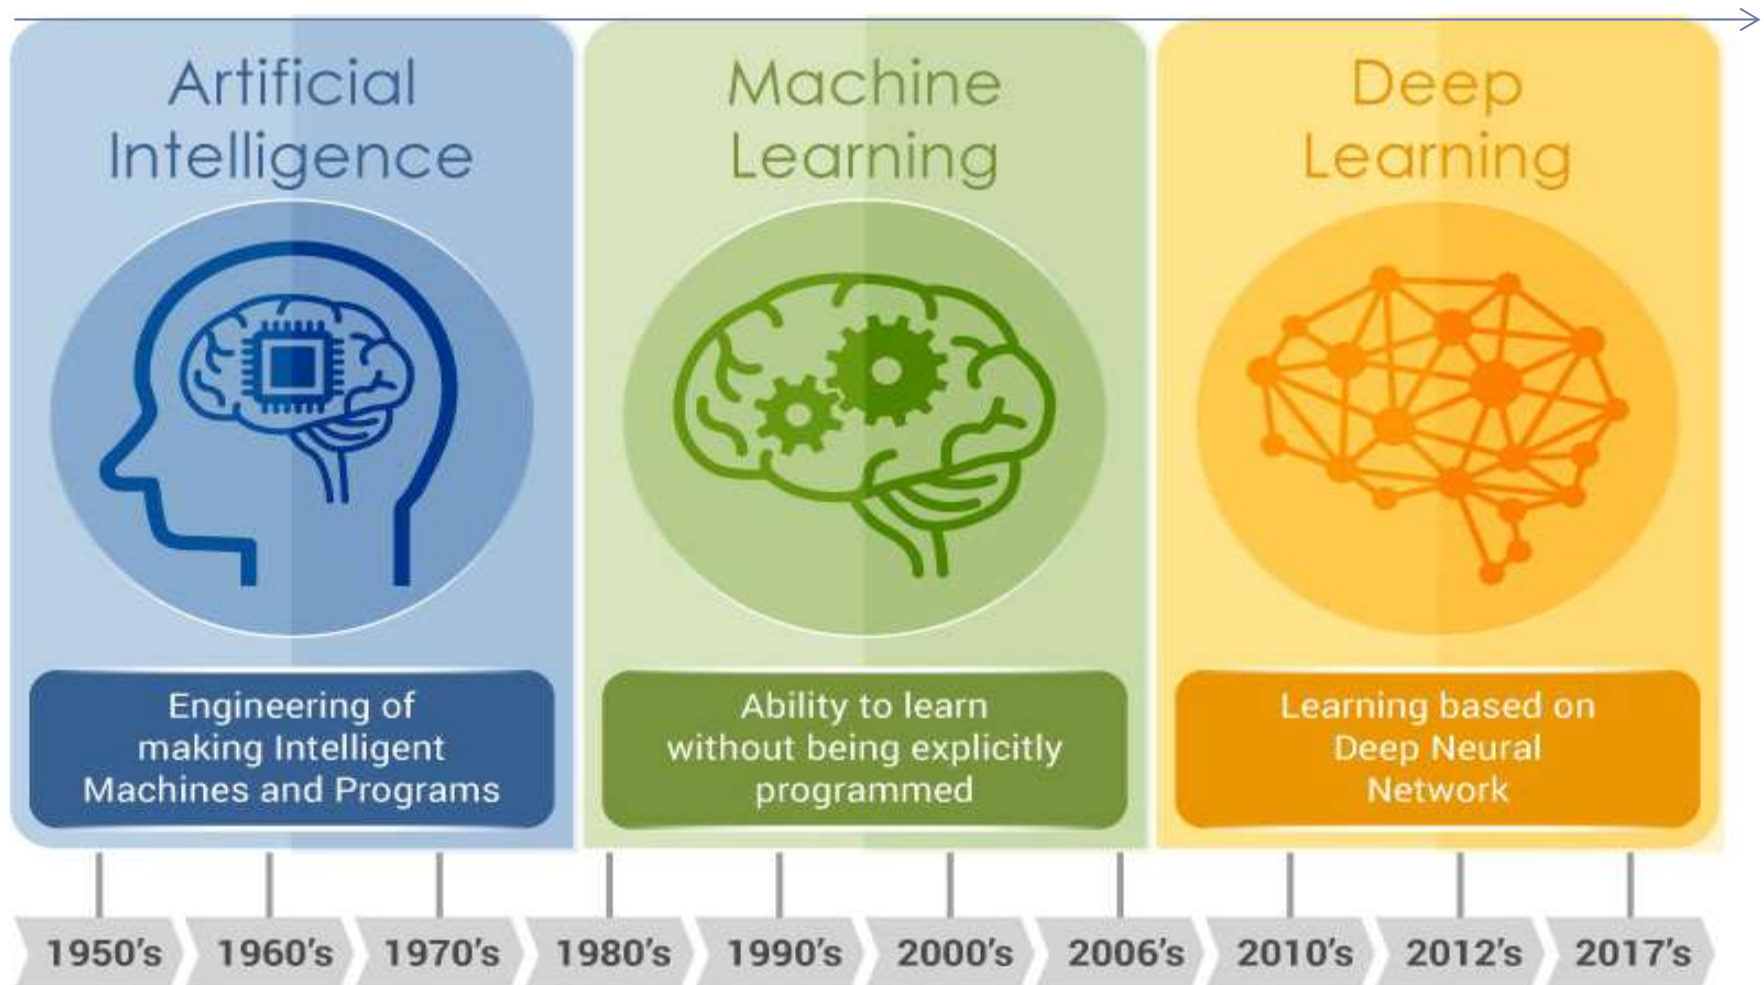 Artificial
Intelligence
Engineering of
making Intelligent
Machines and Programs
Machine
Learning
Ability to learn
without being explicitly
programmed
Deep
Learning
Learning based on
Deep Neural
Network
1950's 1960's 1970's 1980's 1990's 2000's 2006's 2010's 2012's 2017's